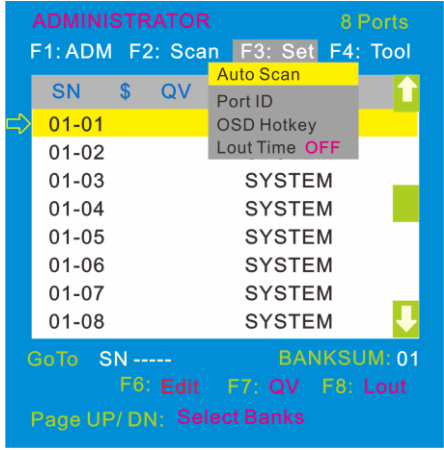 ADMINISTRATOR 8 Ports
F1: ADM F2: Scan F3: Set F4: Tool
SN $ QV
Auto Scan
Port ID
OSD Hotkey
Lout Time OFF
01-01
01-02
01-03 SYSTEM
01-04 SYSTEM
01-05 SYSTEM
01-06 SYSTEM
01-07 SYSTEM
01-08 SYSTEM
GoTo SN ----- BANKSUM: 01
F6: Edit F7: QV F8: Lout
Page UP/ DN: Select Banks